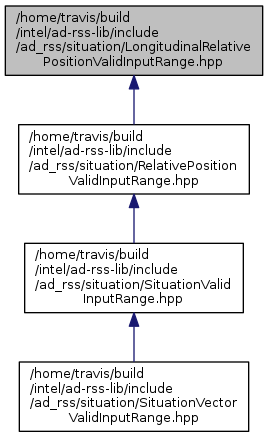 /home/travis/build
/intel/ad-rss-lib/include
/ad_rss/situation/LongitudinalRelative
PositionValidInputRange.hpp
/home/travis/build
/intel/ad-rss-lib/include
/ad_rss/situation/RelativePosition
ValidInputRange.hpp
/home/travis/build
/intel/ad-rss-lib/include
/ad_rss/situation/SituationValid
InputRange.hpp
/home/travis/build
/intel/ad-rss-lib/include
/ad_rss/situation/SituationVector
ValidInputRange.hpp